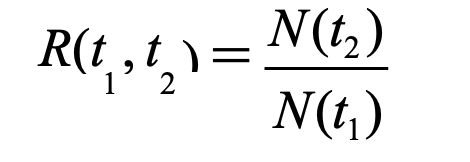 R(t₁, t₂) = N(t₂) / N(t₁)